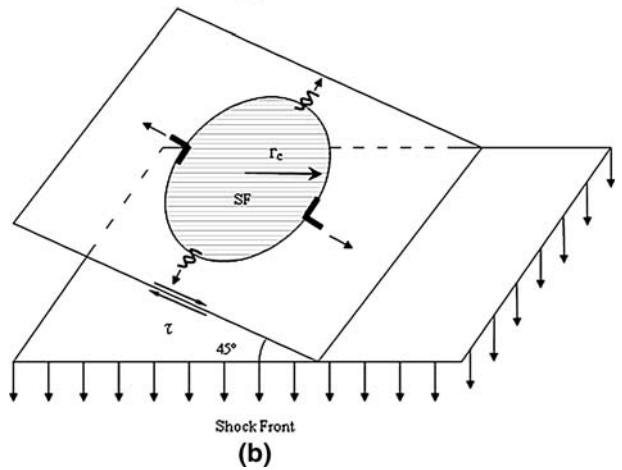 r_c
SF
τ
45°
Shock Front
(b)